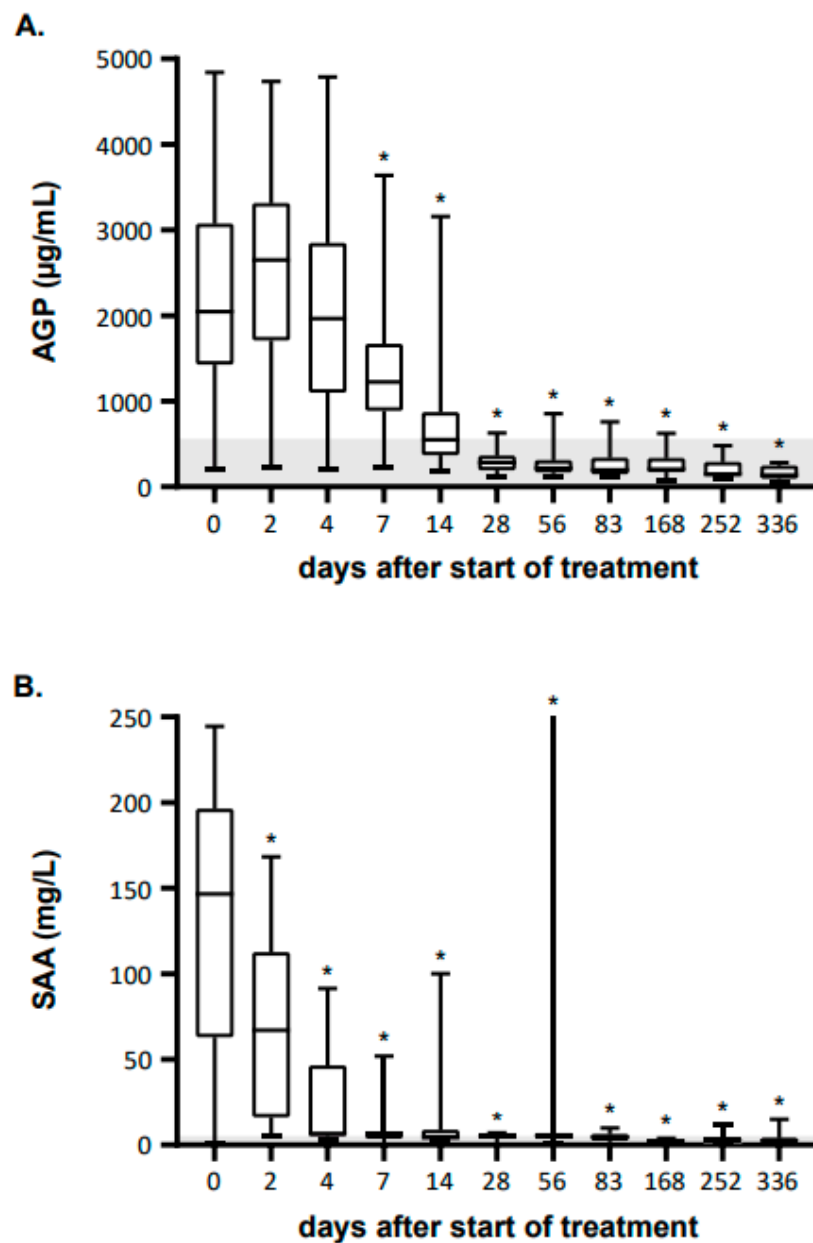 A.
5000
4000
3000
2000
1000
0
AGP (µg/mL)
* * * * * * * *
0 2 4 7 14 28 56 83 168 252 336
days after start of treatment
B.
250
200
150
100
50
0
SAA (mg/L)
* * * * * * * * * *
0 2 4 7 14 28 56 83 168 252 336
days after start of treatment